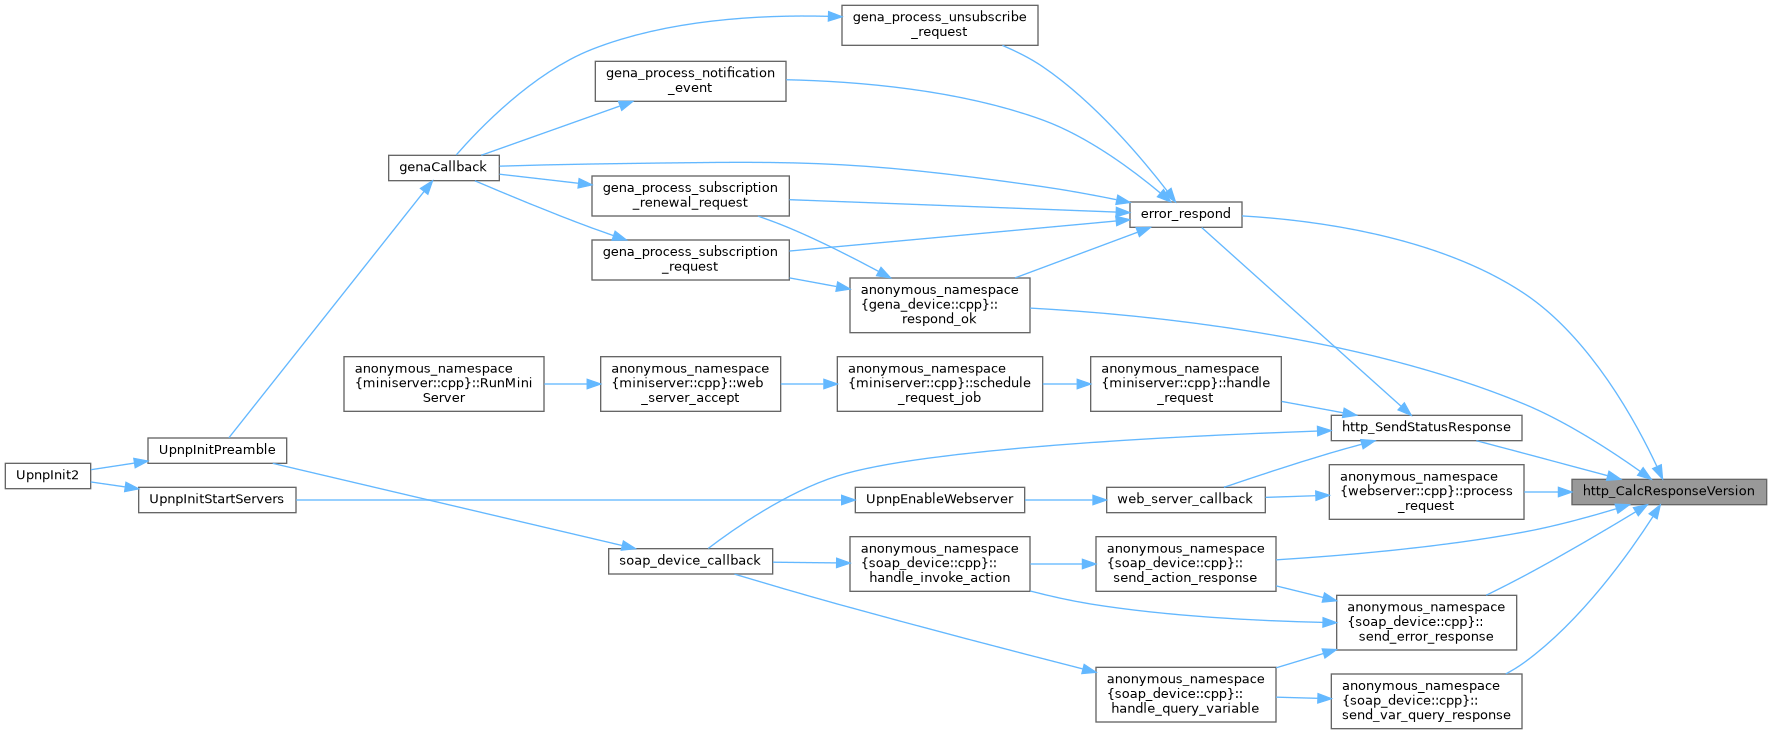 gena_process_unsubscribe
_request
gena_process_notification
_event
genaCallback
gena_process_subscription
_renewal_request
error_respond
gena_process_subscription
_request
anonymous_namespace
{gena_device::cpp}::
respond_ok
anonymous_namespace
{miniserver::cpp}::RunMini
Server
anonymous_namespace
{miniserver::cpp}::web
_server_accept
anonymous_namespace
{miniserver::cpp}::schedule
_request_job
anonymous_namespace
{miniserver::cpp}::handle
_request
http_SendStatusResponse
UpnpInitPreamble
UpnpInit2
UpnpInitStartServers
UpnpEnableWebserver
web_server_callback
anonymous_namespace
{webserver::cpp}::process
_request
http_CalcResponseVersion
soap_device_callback
anonymous_namespace
{soap_device::cpp}::
handle_invoke_action
anonymous_namespace
{soap_device::cpp}::
send_action_response
anonymous_namespace
{soap_device::cpp}::
send_error_response
anonymous_namespace
{soap_device::cpp}::
handle_query_variable
anonymous_namespace
{soap_device::cpp}::
send_var_query_response